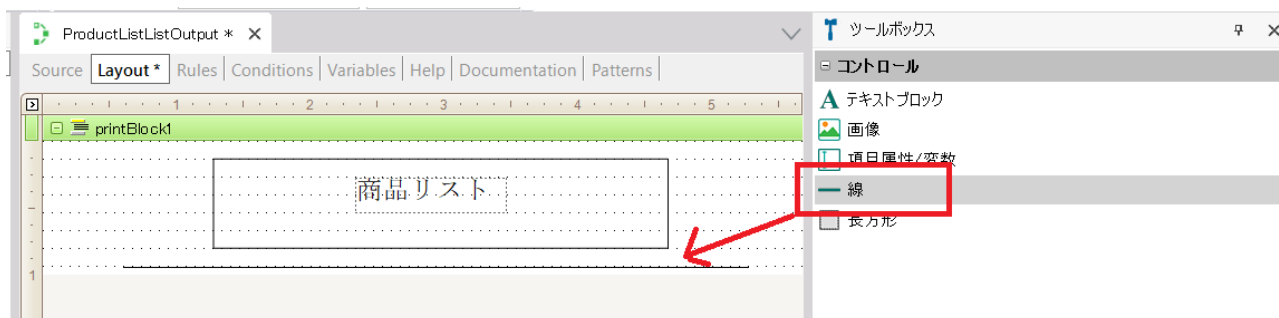 ProductListListOutput *
Source Layout * Rules Conditions Variables Help Documentation Patterns
1 2 3 4 5
printBlock1
商品リスト
1
ツールボックス
コントロール
テキストブロック
画像
項目属性/変数
線
長方形